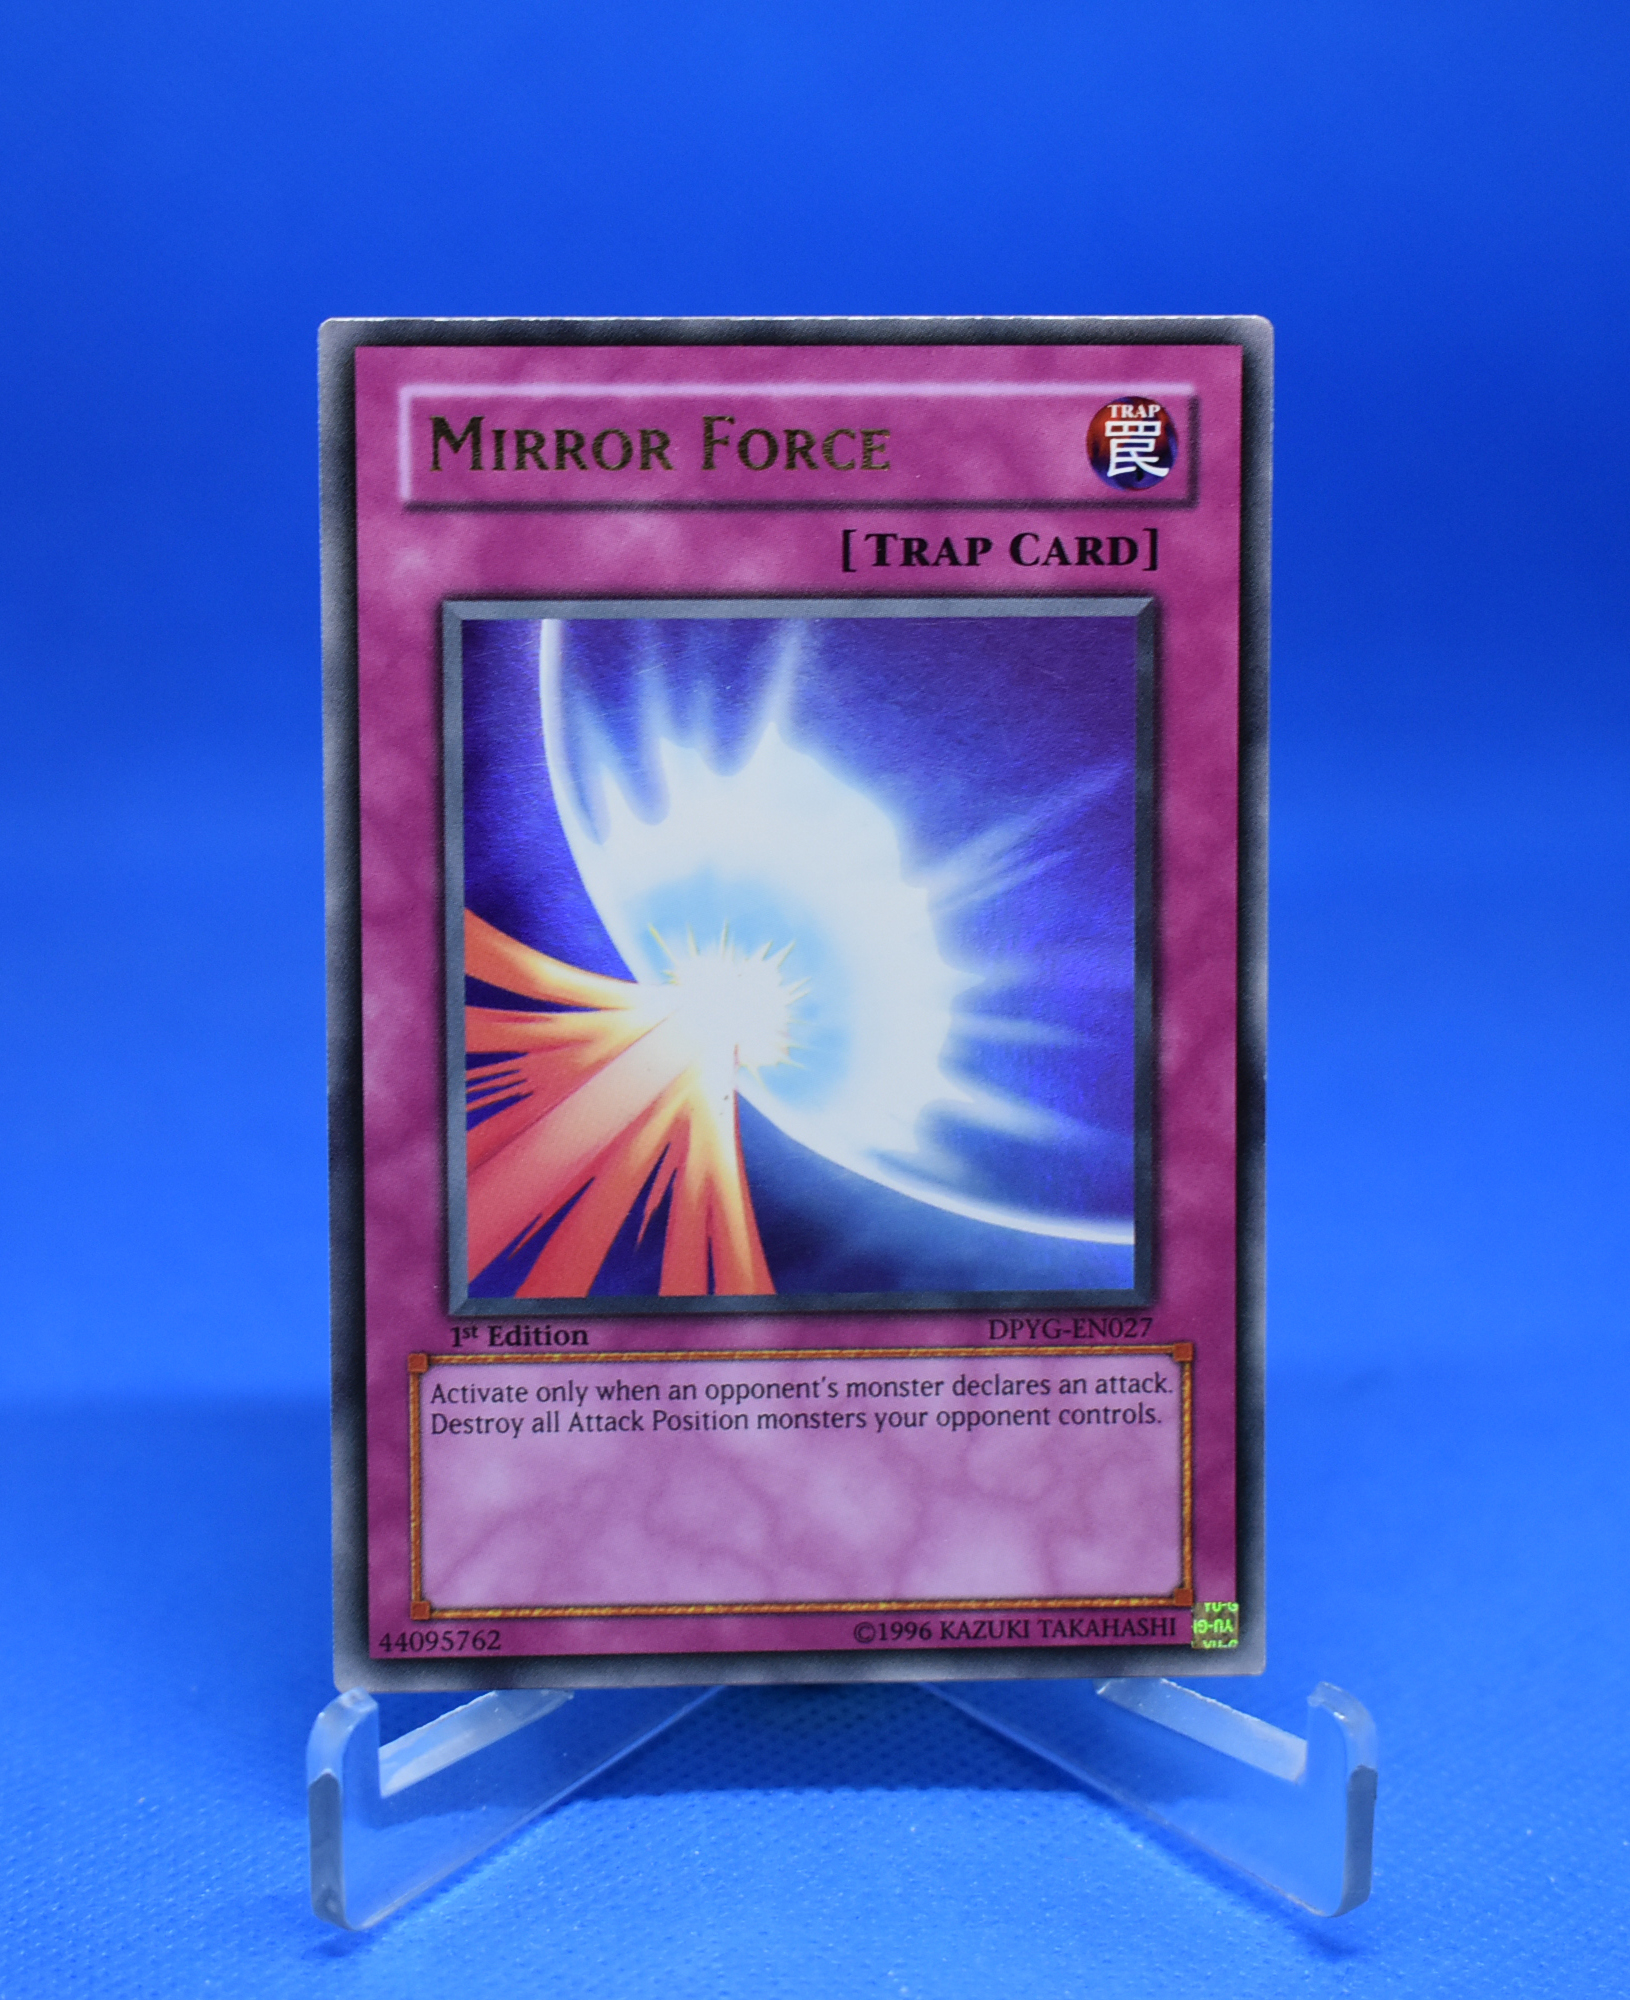 MIRROR FORCE
TRAP
罠
[TRAP CARD]
1st Edition
DPYG-EN027
Activate only when an opponent's monster declares an attack.
Destroy all Attack Position monsters your opponent controls.
44095762
©1996 KAZUKI TAKAHASHI